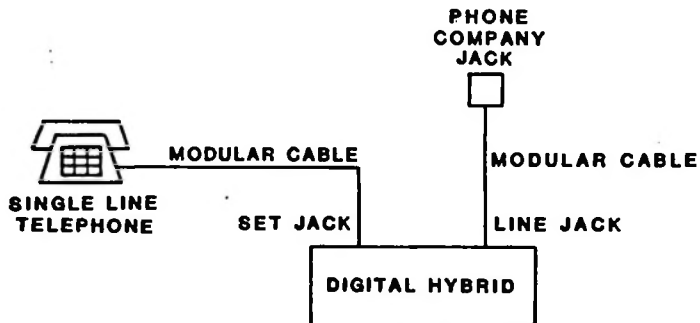 PHONE
COMPANY
JACK
MODULAR CABLE
MODULAR CABLE
SINGLE LINE
TELEPHONE
SET JACK
LINE JACK
DIGITAL HYBRID